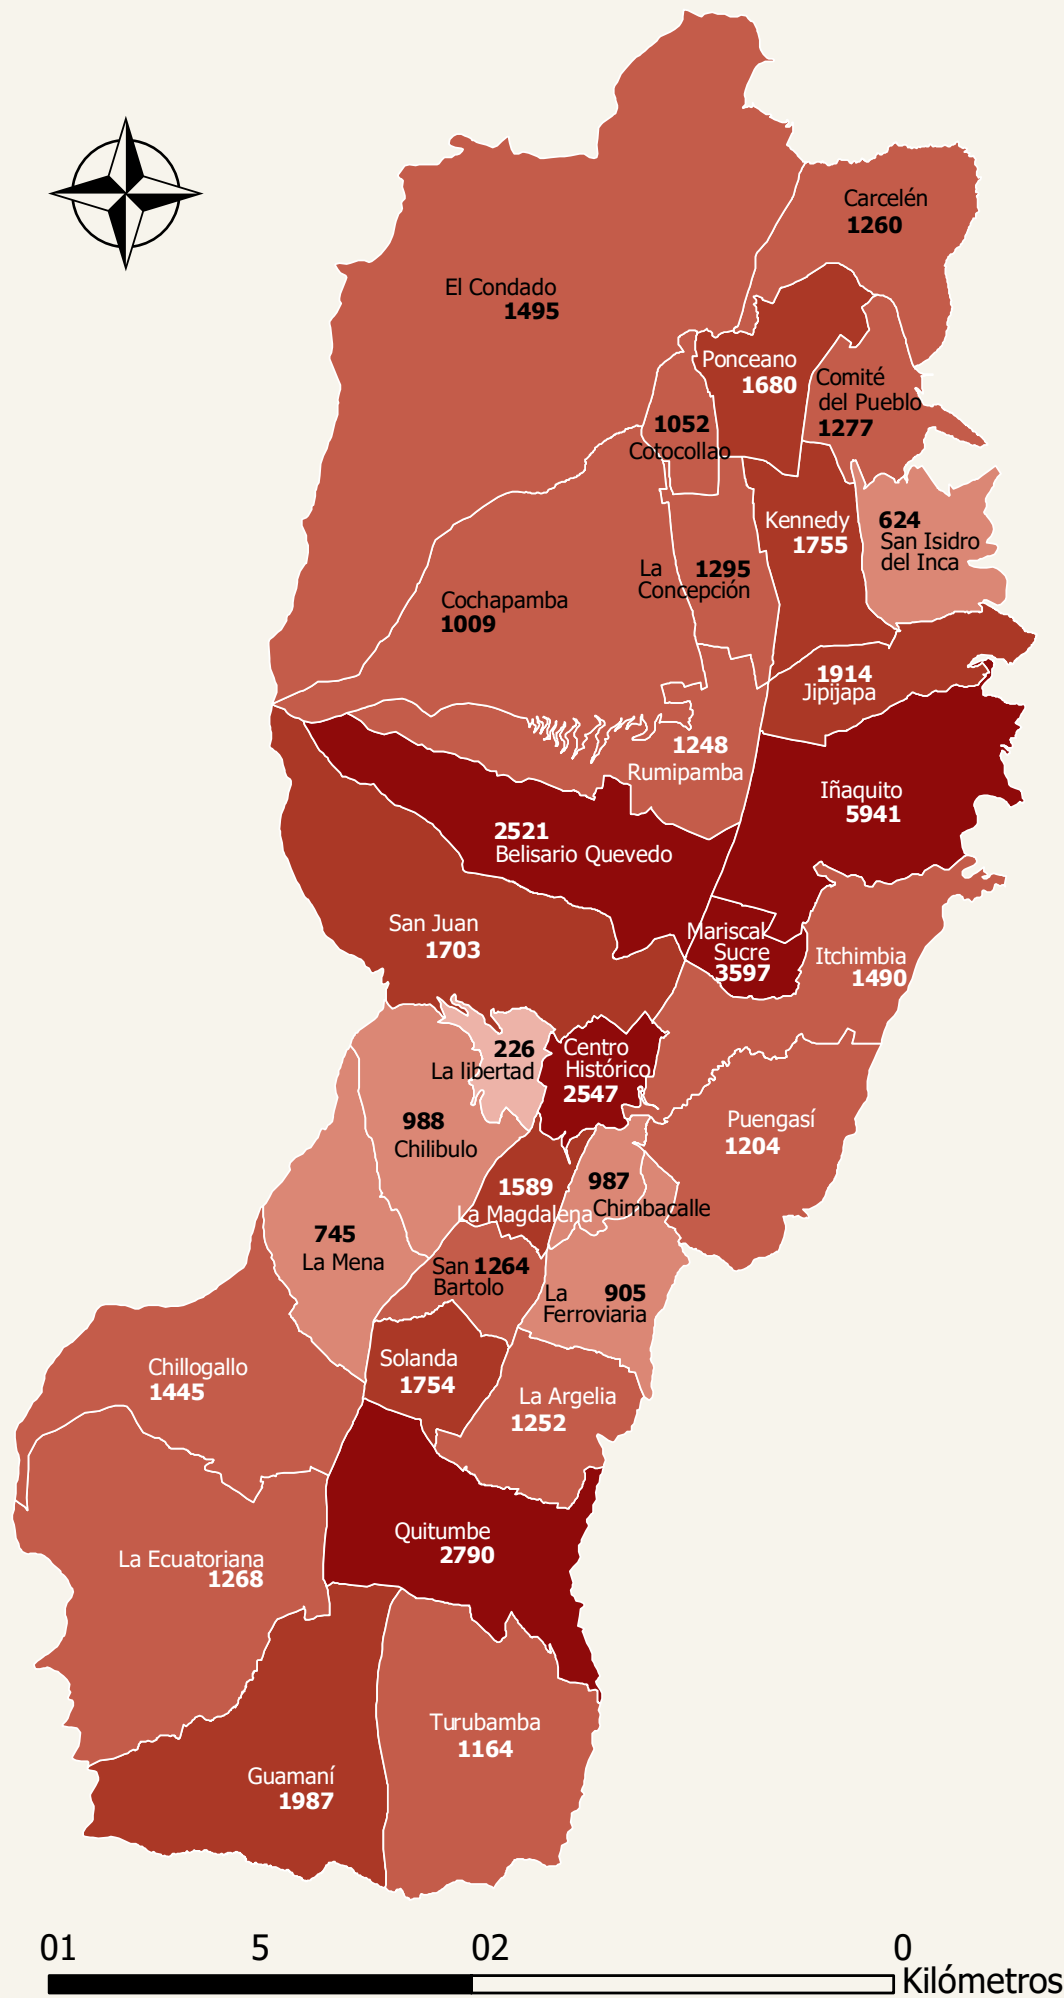 Carcelén
1260
El Condado
1495
Ponceano
1680
Comité
del Pueblo
1277
1052
Cotocollao
Kennedy
1755
624
San Isidro
del Inca
La 1295
Concepción
Cochapamba
1009
1914
Jipijapa
1248
Rumipamba
Iñaquito
5941
2521
Belisario Quevedo
San Juan
1703
Mariscal
Sucre
3597
Itchimbia
1490
226
La libertad
Centro
Histórico
2547
988
Chilibulo
Puengasí
1204
1589
La Magdalena
987
Chimbacalle
745
La Mena
San 1264
Bartolo
La 905
Ferroviaria
Chillogallo
1445
Solanda
1754
La Argelia
1252
Quitumbe
2790
La Ecuatoriana
1268
Turubamba
1164
Guamaní
1987
01 5 02 0
Kilómetros